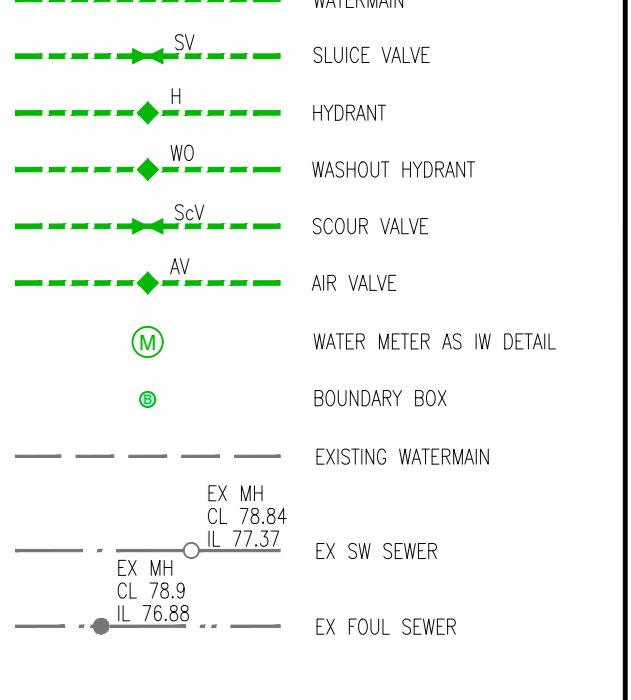 WATERMAIN
SV
SLUICE VALVE
H
HYDRANT
WO
WASHOUT HYDRANT
ScV
SCOUR VALVE
AV
AIR VALVE
M
WATER METER AS IW DETAIL
B
BOUNDARY BOX
EXISTING WATERMAIN
EX MH
CL 78.84
IL 77.37
EX SW SEWER
EX MH
CL 78.9
IL 76.88
EX FOUL SEWER